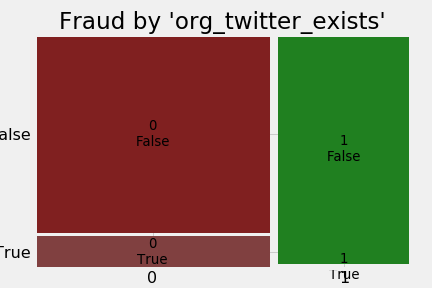 Fraud by 'org_twitter_exists'
0
False
1
False
alse
0
True
1
True
True
0
1